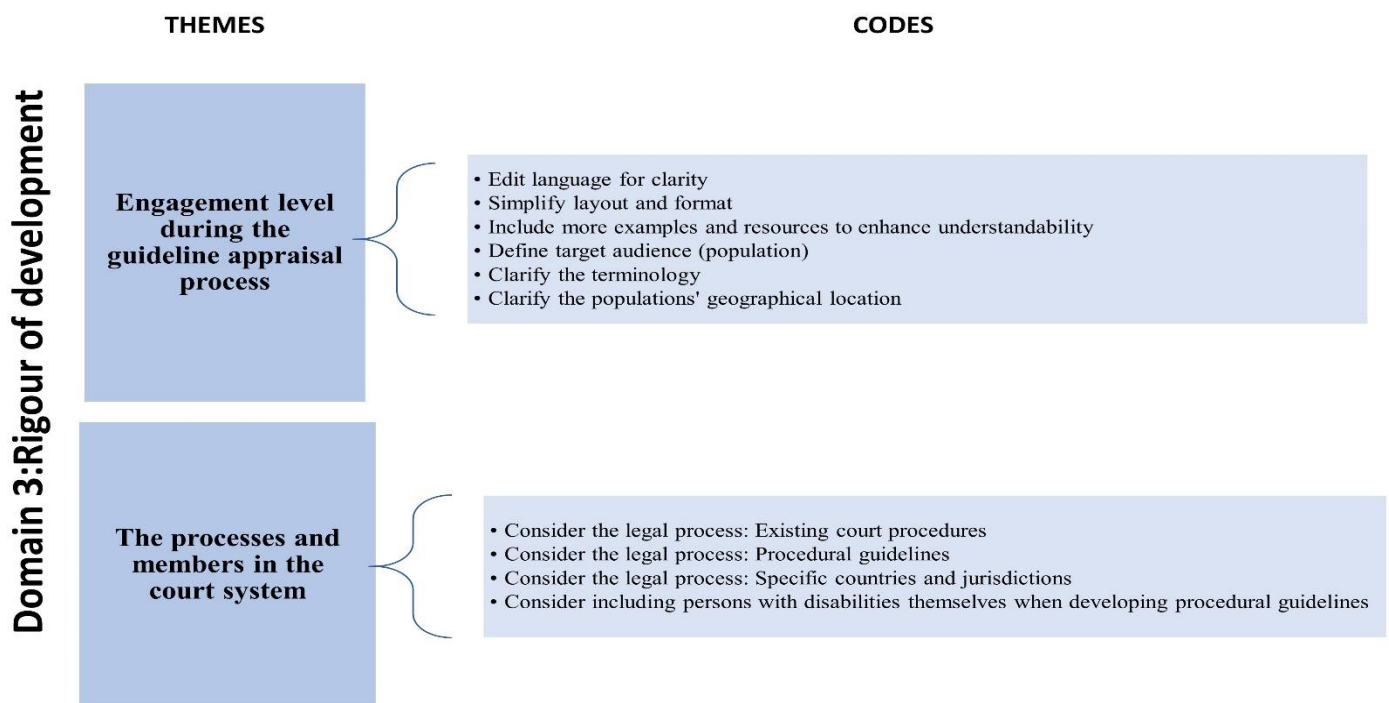 THEMES
CODES
Domain 3:Rigour of development
Engagement level
during the
guideline appraisal
process
• Edit language for clarity
• Simplify layout and format
• Include more examples and resources to enhance understandability
• Define target audience (population)
• Clarify the terminology
• Clarify the populations' geographical location
The processes and
members in the
court system
• Consider the legal process: Existing court procedures
• Consider the legal process: Procedural guidelines
• Consider the legal process: Specific countries and jurisdictions
• Consider including persons with disabilities themselves when developing procedural guidelines